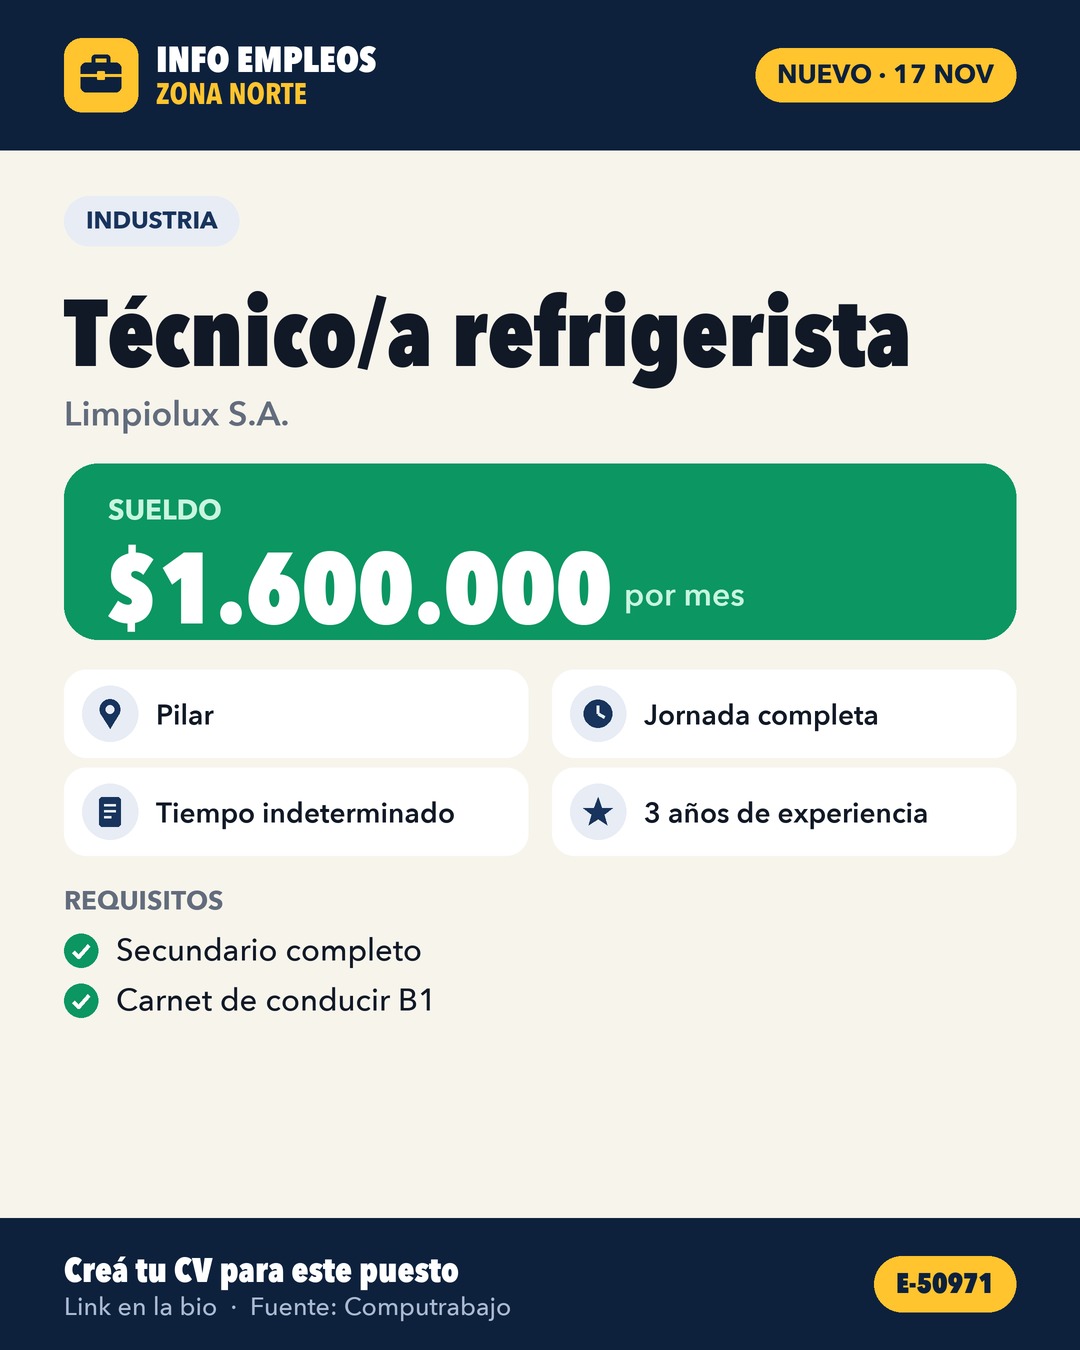 INFO EMPLEOS
ZONA NORTE
NUEVO · 17 NOV
INDUSTRIA
Técnico/a refrigerista
Limpiolux S.A.
SUELDO
$1.600.000 por mes
Pilar
Jornada completa
Tiempo indeterminado
3 años de experiencia
REQUISITOS
Secundario completo
Carnet de conducir B1
Creá tu CV para este puesto
Link en la bio · Fuente: Computrabajo
E-50971